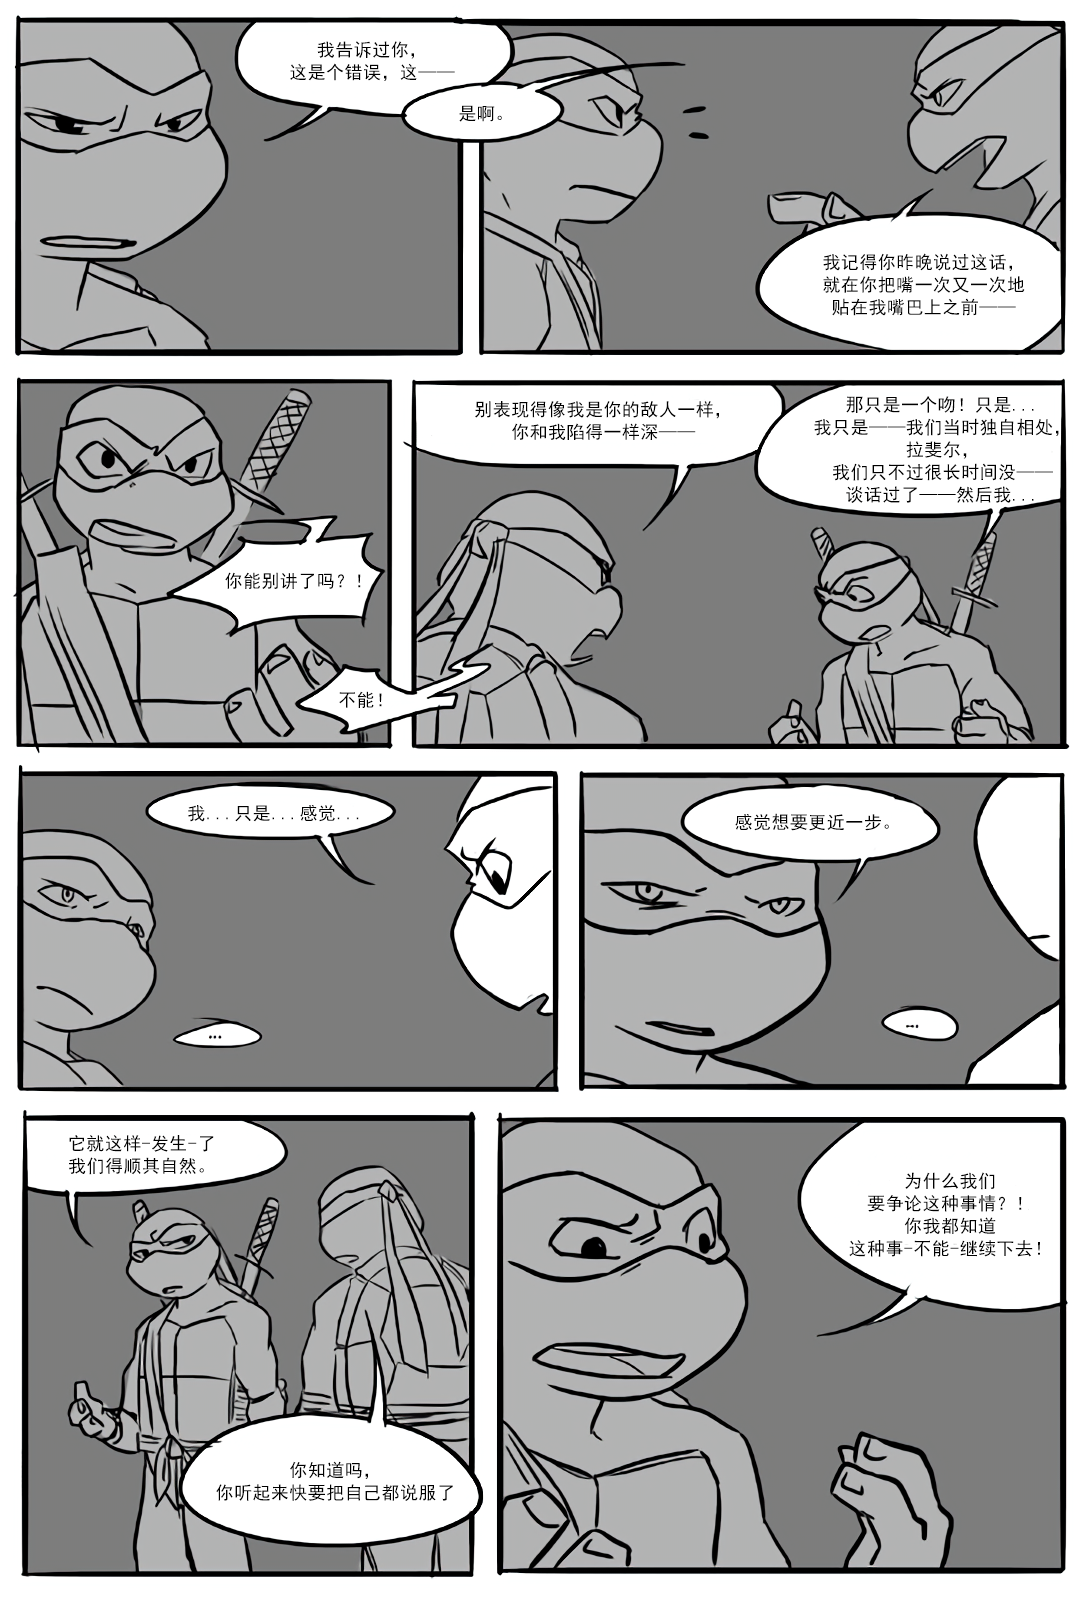 我告诉过你，
这是个错误，这——
是啊。
我记得你昨晚说过这话，
就在你把嘴一次又一次地
贴在我嘴巴上之前——
你能别讲了吗？！
不能！
别表现得像我是你的敌人一样，
你和我陷得一样深——
那只是一个吻！只是...
我只是——我们当时独自相处，
拉斐尔，
我们只不过很长时间没——
谈话过了——然后我...
我...只是...感觉...
...
感觉想要更近一步。
...
它就这样-发生-了
我们得顺其自然。
你知道吗，
你听起来快要把自己都说服了
为什么我们
要争论这种事情？！
你我都知道
这种事-不能-继续下去！